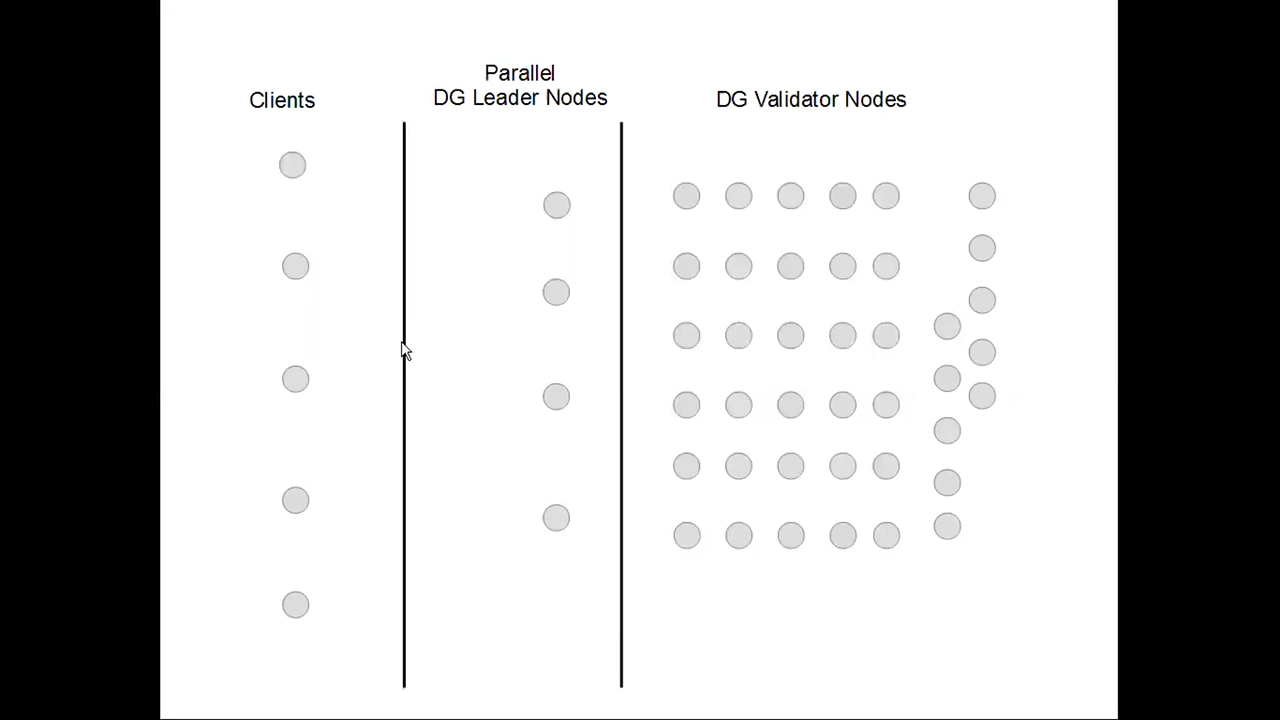 Clients
Parallel
DG Leader Nodes
DG Validator Nodes